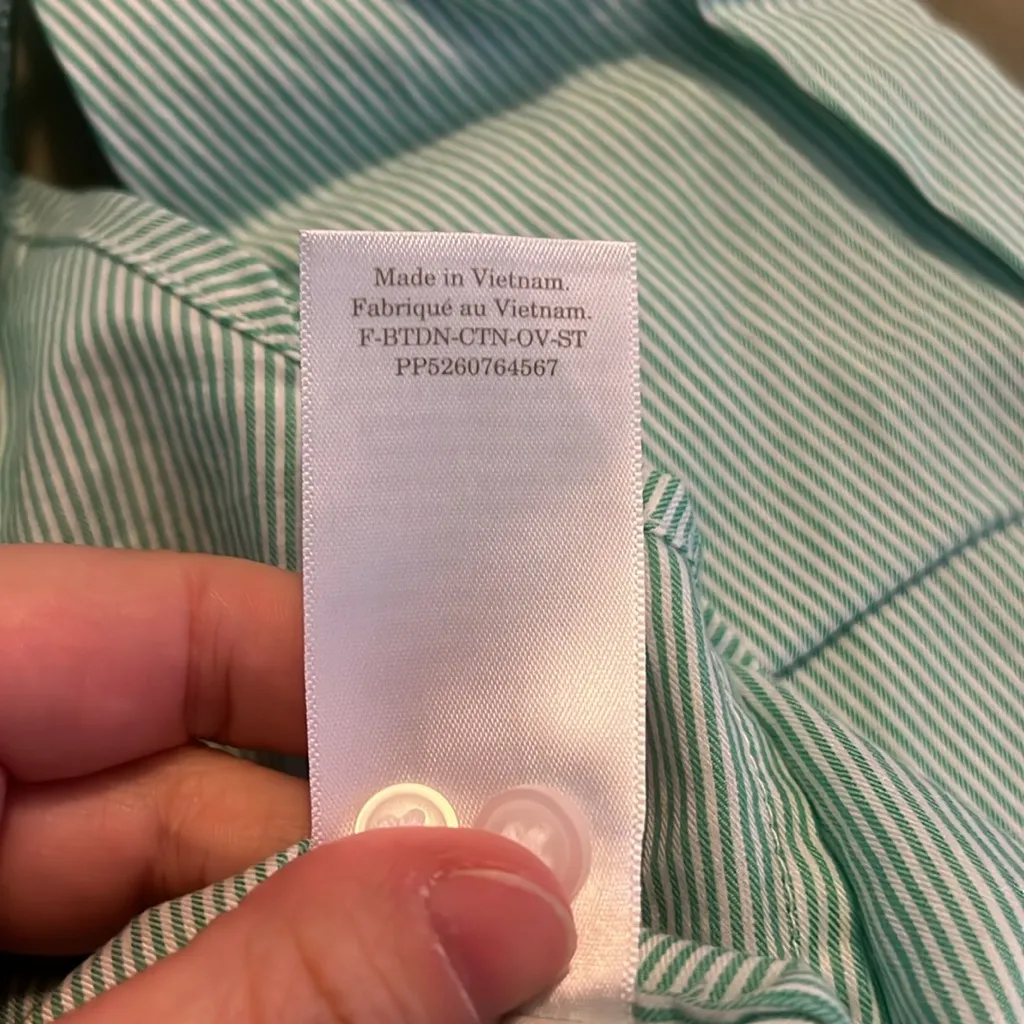 Made in Vietnam.
Fabriqué au Vietnam.
F-BTDN-CTN-OV-ST
PP5260764567